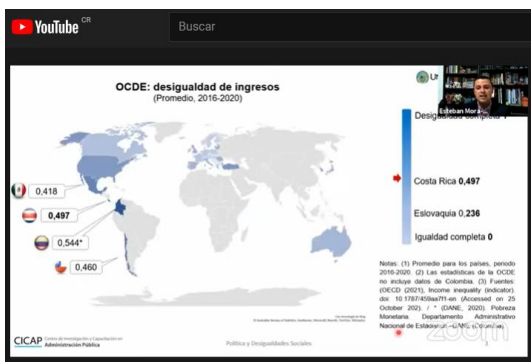 YouTube CR
Buscar
OCDE: desigualdad de ingresos
(Promedio, 2016-2020)
Esteban Mora
0,418
0,497
0,544*
0,460
Costa Rica 0,497
Eslovaquia 0,236
Igualdad completa 0
Notas: (1) Promedio para los países, periodo
2016-2020. (2) Las estadísticas de la OCDE
no incluye datos de Colombia. (3) Fuentes:
(OECD (2021), Income inequality (indicator).
doi: 10.1787/459aa7f1-en (Accessed on 25
October 202). / * (DANE, 2020). Pobreza
Monetaria. Departamento Administrativo
Nacional de Estadística -DANE (Colombia)
zoom
CICAP Centro de Investigación y Capacitación en
Administración Pública
Política y Desigualdades Sociales
3